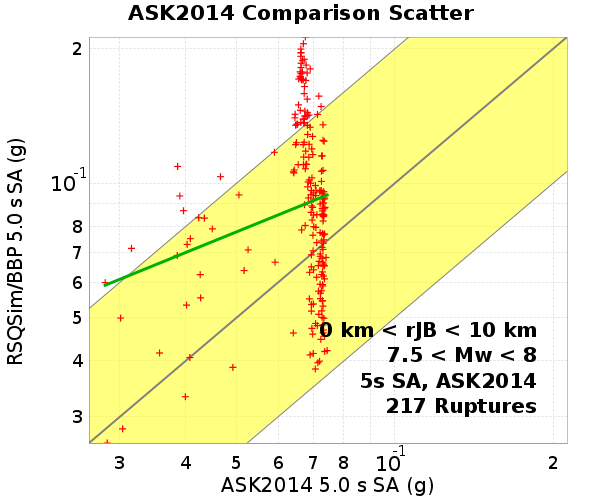 ASK2014 Comparison Scatter
RSQSim/BBP 5.0 s SA (g)
2
10⁻¹
8
7
6
5
4
3
0 km < rJB < 10 km
7.5 < Mw < 8
5s SA, ASK2014
217 Ruptures
3 4 5 6 7 8 10⁻¹ 2
ASK2014 5.0 s SA (g)